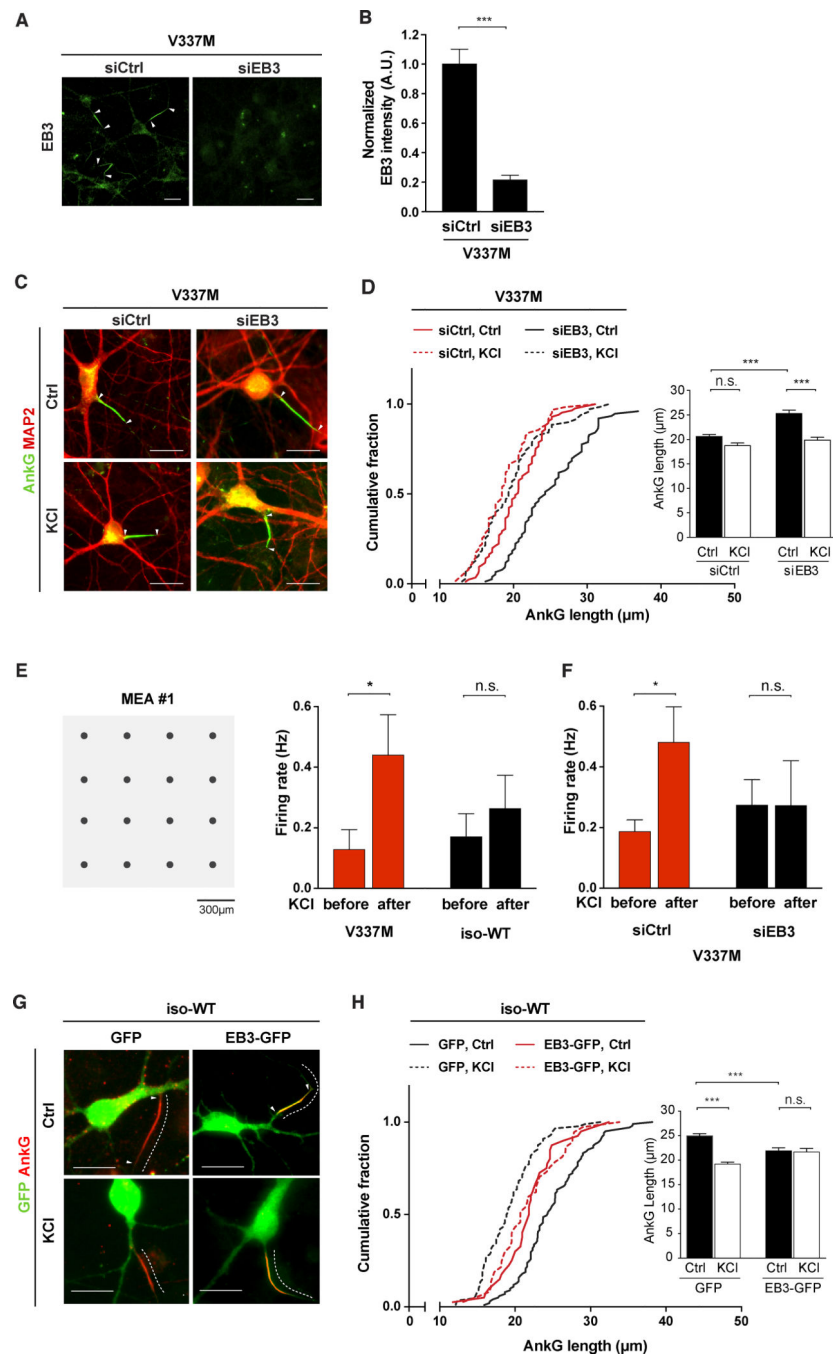 A
V337M
siCtrl siEB3
EB3
B
***
Normalized
EB3 intensity (A.U.)
1.2
1.0
0.8
0.6
0.4
0.2
0.0
siCtrl siEB3
V337M
C
V337M
siCtrl siEB3
Ctrl
KCl
AnkG MAP2
D
V337M
siCtrl, Ctrl siEB3, Ctrl
siCtrl, KCl siEB3, KCl
Cumulative fraction
1.0
0.5
0.0
0 10 20 30 40 50
AnkG length (µm)
***
n.s. ***
AnkG length (µm)
30
25
20
15
10
5
0
Ctrl KCl Ctrl KCl
siCtrl siEB3
E
MEA #1
300µm
* n.s.
Firing rate (Hz)
0.6
0.4
0.2
0.0
KCl before after before after
V337M iso-WT
F
* n.s.
Firing rate (Hz)
0.6
0.4
0.2
0.0
KCl before after before after
siCtrl siEB3
V337M
G
iso-WT
GFP EB3-GFP
Ctrl
KCl
GFP AnkG
H
iso-WT
GFP, Ctrl EB3-GFP, Ctrl
GFP, KCl EB3-GFP, KCl
Cumulative fraction
1.0
0.5
0.0
0 10 20 30 40 50
AnkG length (µm)
***
*** n.s.
AnkG Length (µm)
30
25
20
15
10
5
0
Ctrl KCl Ctrl KCl
GFP EB3-GFP